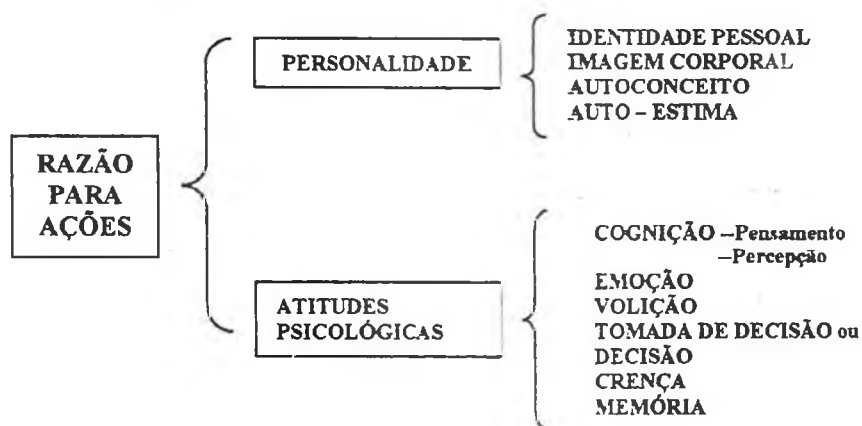 RAZÃO
PARA
AÇÕES
PERSONALIDADE
IDENTIDADE PESSOAL
IMAGEM CORPORAL
AUTOCONCEITO
AUTO – ESTIMA
ATITUDES
PSICOLÓGICAS
COGNIÇÃO –Pensamento
–Percepção
EMOÇÃO
VOLIÇÃO
TOMADA DE DECISÃO ou
DECISÃO
CRENÇA
MEMÓRIA